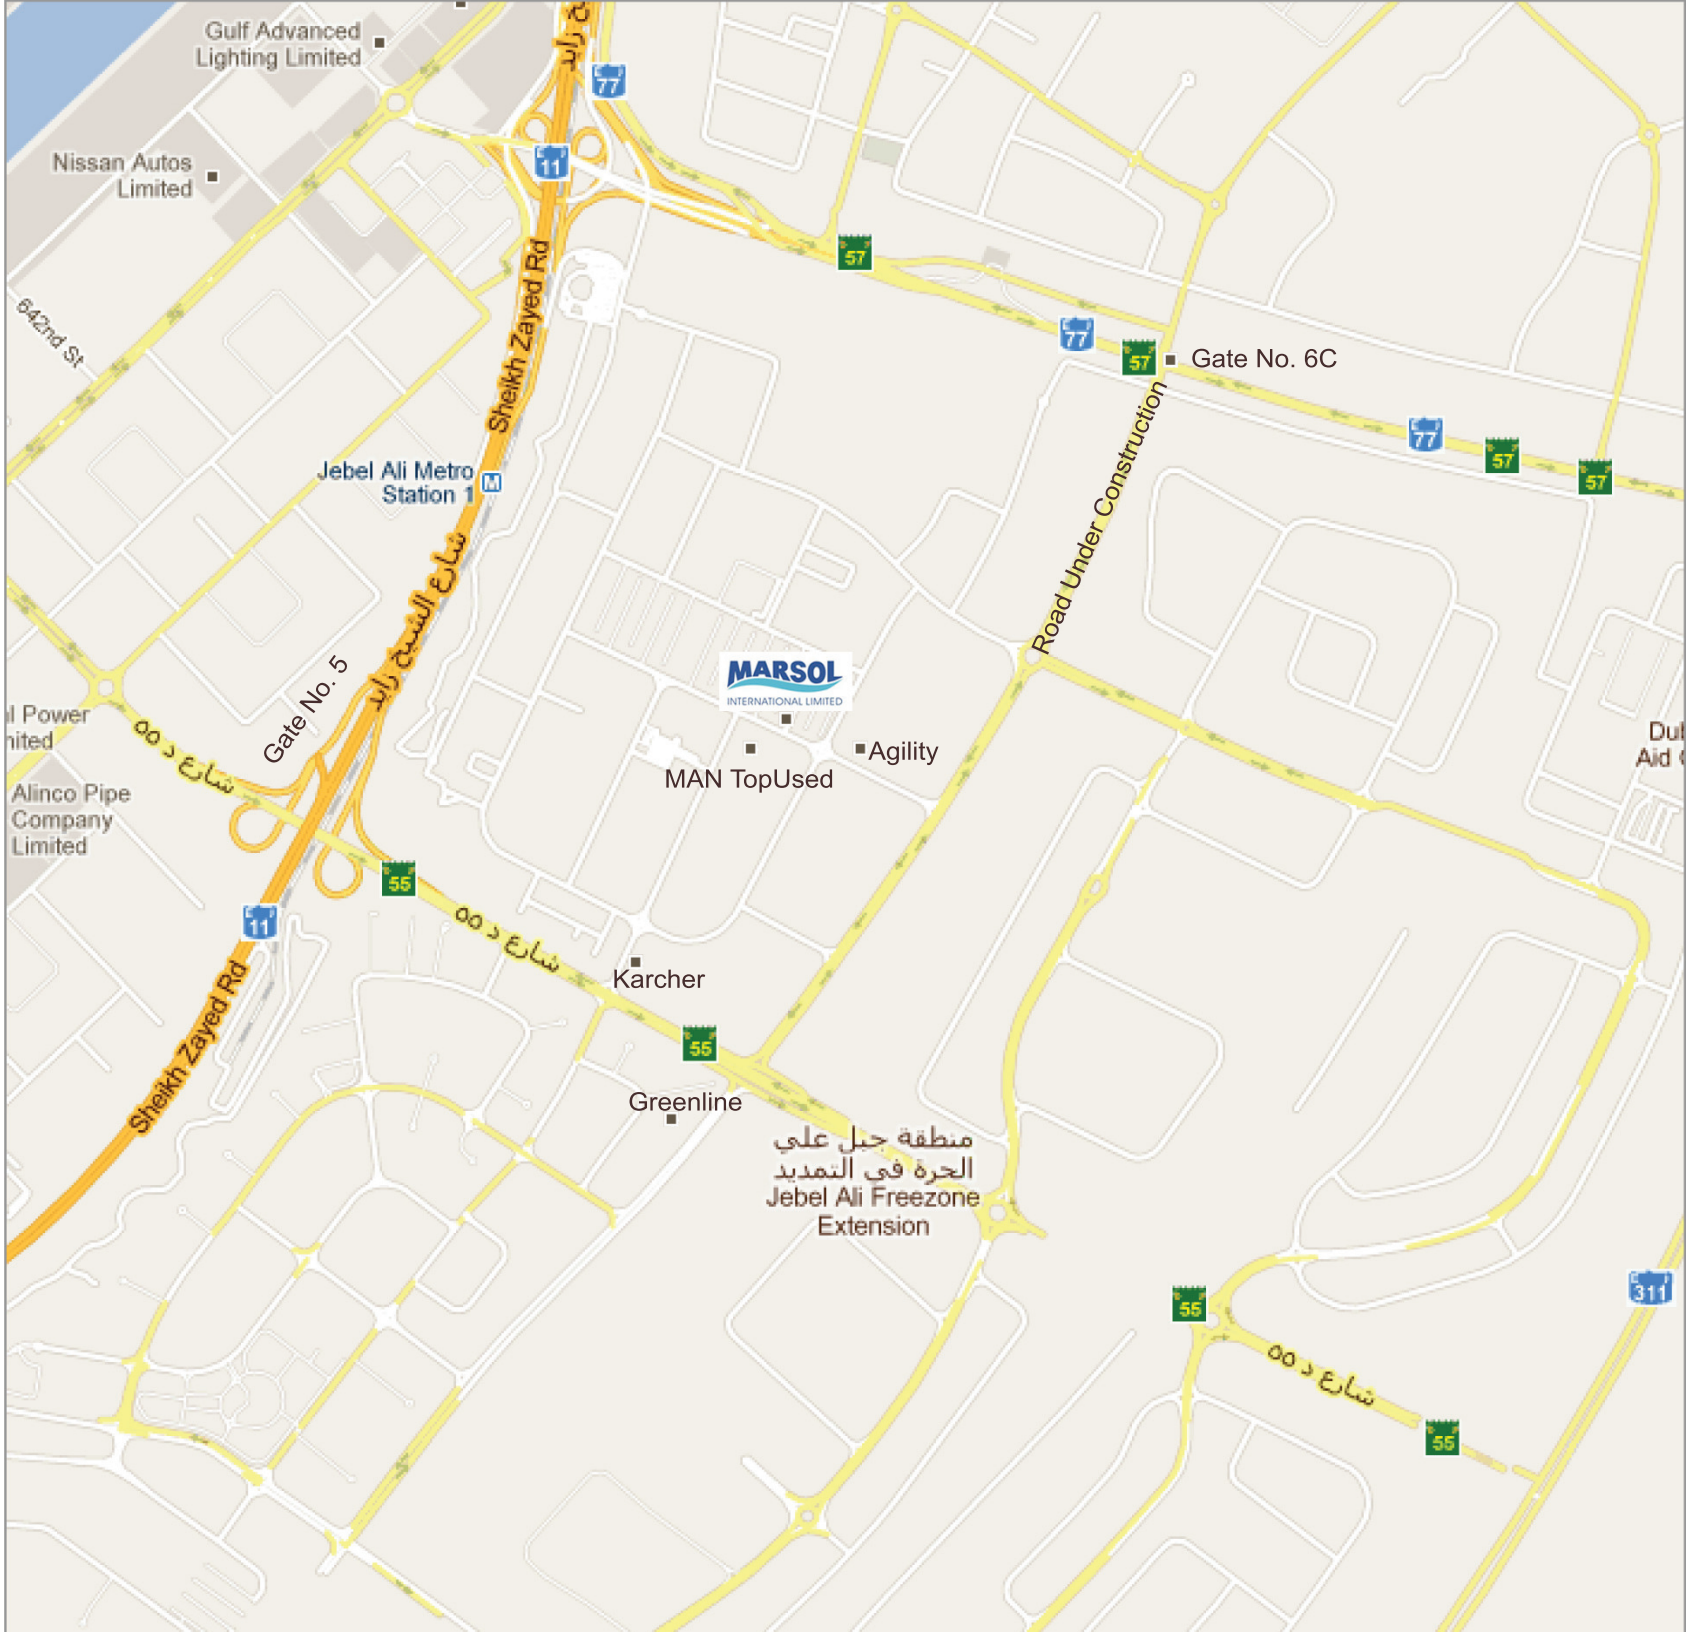 شارع زايد
Gulf Advanced
Lighting Limited
77
11
Nissan Autos
Limited
57
Sheikh Zayed Rd
642nd St
77
57
Gate No. 6C
77
57
57
Jebel Ali Metro
Station 1
M
Road Under Construction
شارع الشيخ زايد
Gate No. 5
MARSOL
INTERNATIONAL LIMITED
Agility
MAN TopUsed
شارع د ٥٥
l Power
Alinco Pipe
Company
Limited
55
11
شارع د ٥٥
Karcher
Sheikh Zayed Rd
55
Greenline
منطقة جبل علي
الحرة في التمديد
Jebel Ali Freezone
Extension
Aid
311
55
شارع د ٥٥
55